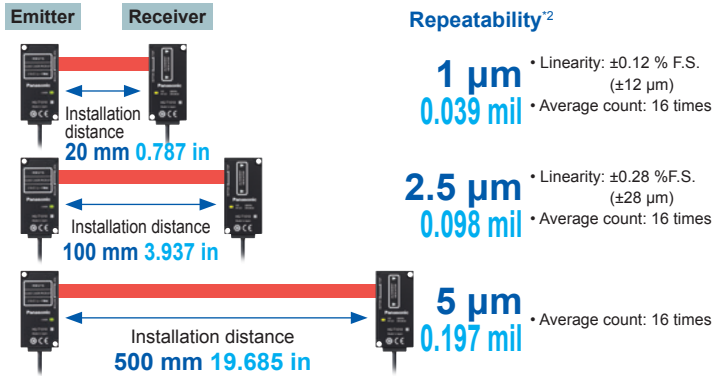 Emitter
Receiver
Repeatability*2
Panasonic
Panasonic
Installation
distance
20 mm 0.787 in
1 µm
0.039 mil
• Linearity: ±0.12 % F.S.
(±12 µm)
• Average count: 16 times
Panasonic
Panasonic
Installation distance
100 mm 3.937 in
2.5 µm
0.098 mil
• Linearity: ±0.28 %F.S.
(±28 µm)
• Average count: 16 times
Panasonic
Panasonic
Installation distance
500 mm 19.685 in
5 µm
0.197 mil
• Average count: 16 times